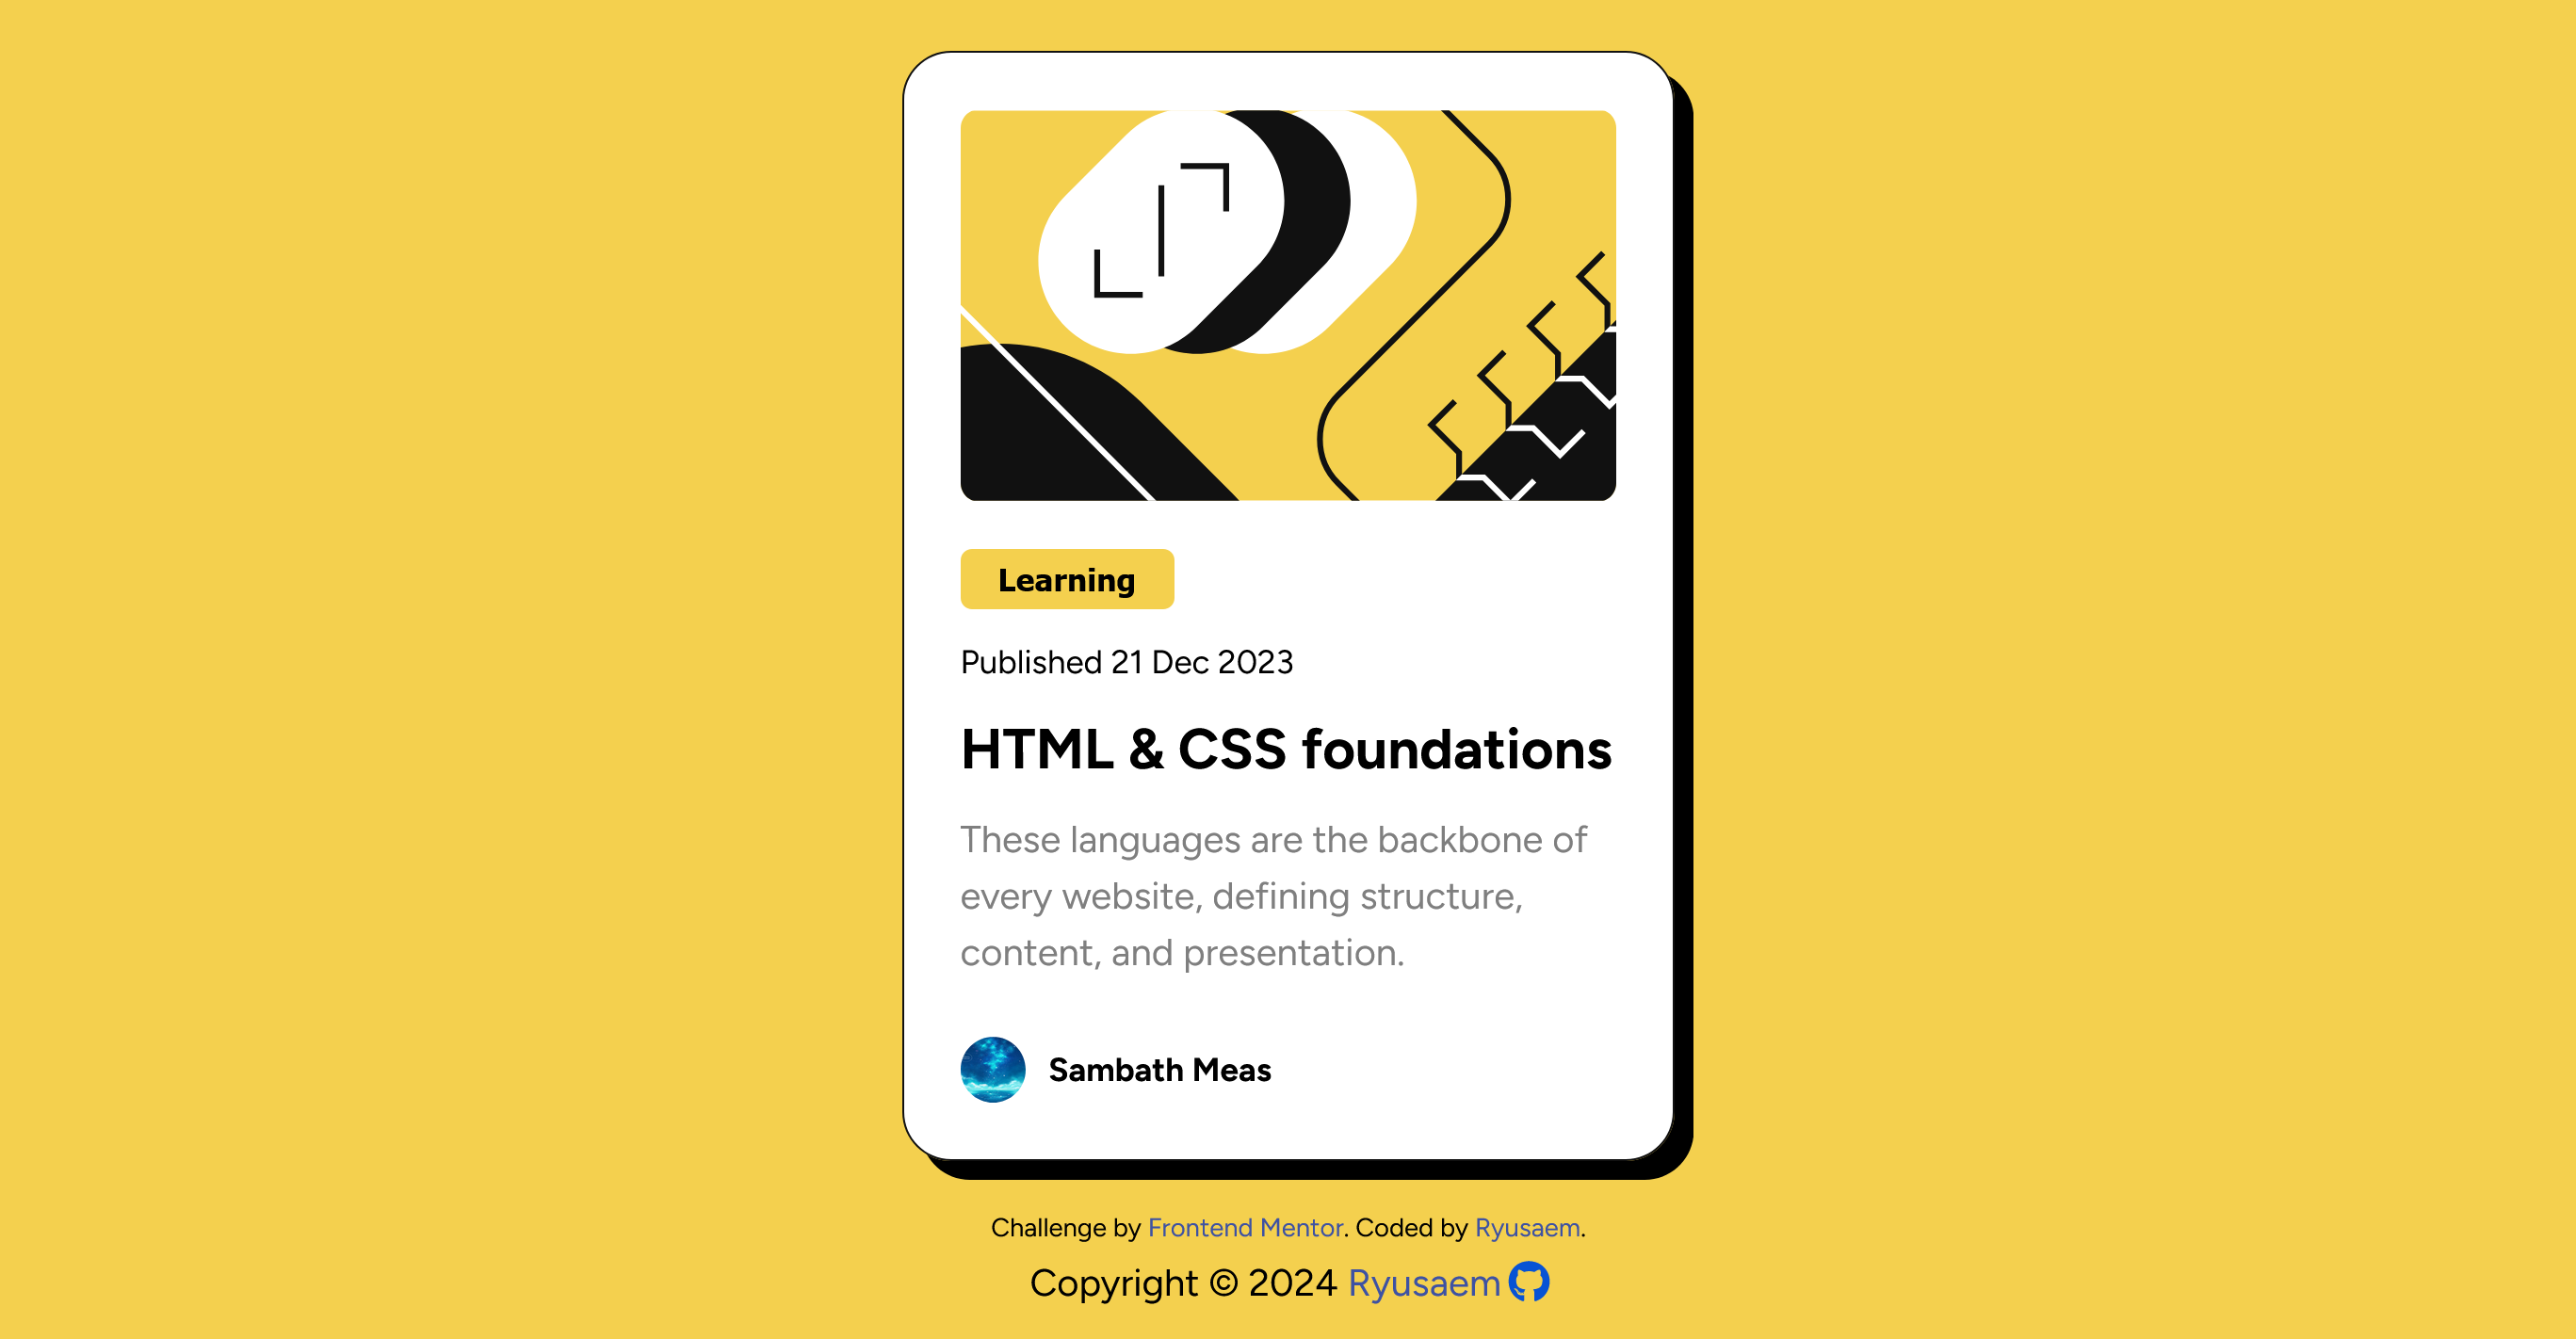 Learning
Published 21 Dec 2023
HTML & CSS foundations
These languages are the backbone of
every website, defining structure,
content, and presentation.
Sambath Meas
Challenge by Frontend Mentor. Coded by Ryusaem.
Copyright © 2024 Ryusaem